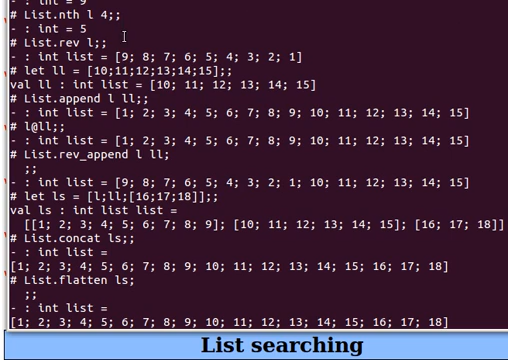 - : int = 9
# List.nth l 4;;
- : int = 5
# List.rev l;;
- : int list = [9; 8; 7; 6; 5; 4; 3; 2; 1]
# let ll = [10;11;12;13;14;15];;
val ll : int list = [10; 11; 12; 13; 14; 15]
# List.append l ll;;
- : int list = [1; 2; 3; 4; 5; 6; 7; 8; 9; 10; 11; 12; 13; 14; 15]
# l@ll;;
- : int list = [1; 2; 3; 4; 5; 6; 7; 8; 9; 10; 11; 12; 13; 14; 15]
# List.rev_append l ll;
;;
- : int list = [9; 8; 7; 6; 5; 4; 3; 2; 1; 10; 11; 12; 13; 14; 15]
# let ls = [l;ll;[16;17;18]];;
val ls : int list list =
[[1; 2; 3; 4; 5; 6; 7; 8; 9]; [10; 11; 12; 13; 14; 15]; [16; 17; 18]]
# List.concat ls;;
- : int list =
[1; 2; 3; 4; 5; 6; 7; 8; 9; 10; 11; 12; 13; 14; 15; 16; 17; 18]
# List.flatten ls;
;;
- : int list =
[1; 2; 3; 4; 5; 6; 7; 8; 9; 10; 11; 12; 13; 14; 15; 16; 17; 18]
List searching